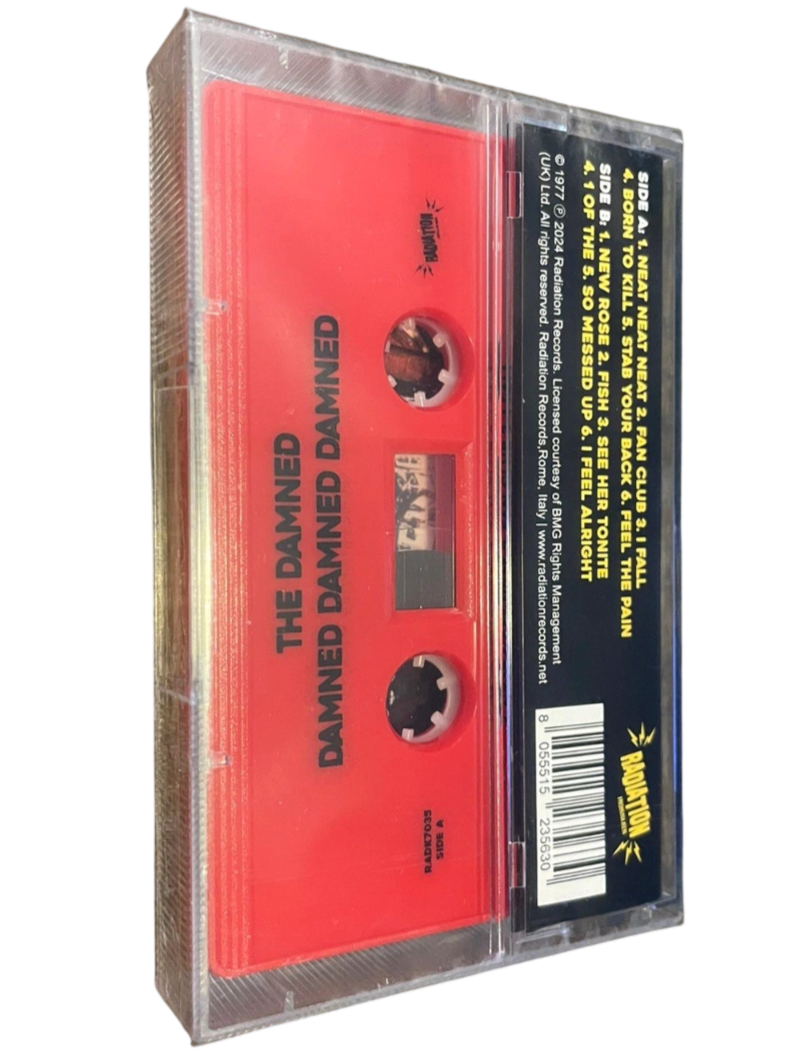 THE DAMNED
DAMNED DAMNED DAMNED
RADIATION
RADK7035
SIDE A
SIDE A: 1. NEAT NEAT NEAT 2. FAN CLUB 3. I FALL
4. BORN TO KILL 5. STAB YOUR BACK 6. FEEL THE PAIN
SIDE B: 1. NEW ROSE 2. FISH 3. SEE HER TONITE
4. 1 OF THE 5. SO MESSED UP 6. I FEEL ALRIGHT
© 1977 ℗ 2024 Radiation Records. Licensed courtesy of BMG Rights Management
(UK) Ltd. All rights reserved. Radiation Records,Rome, Italy | www.radiationrecords.net
RADIATION
8 055515 235630